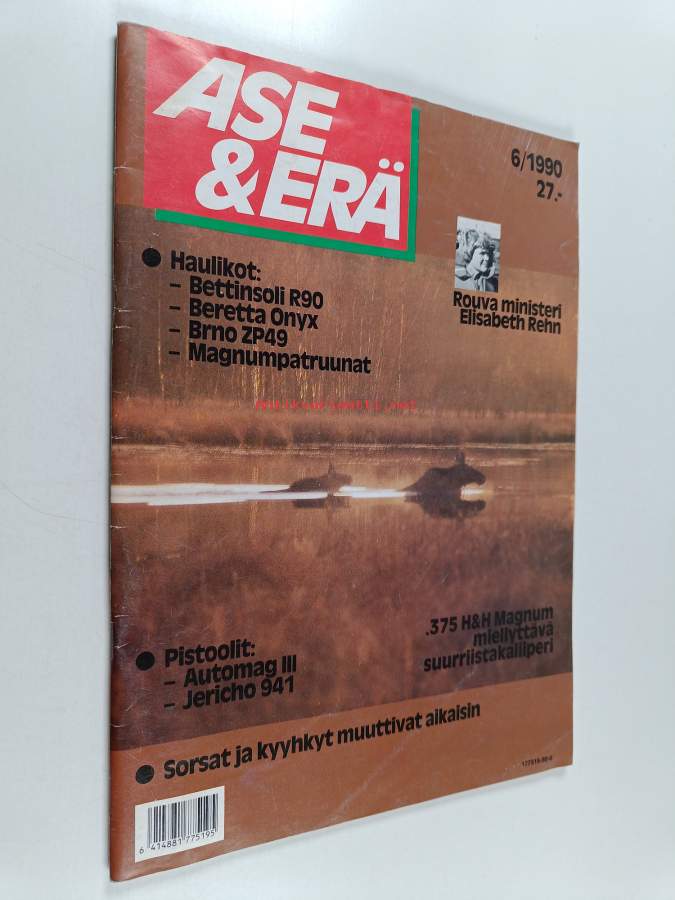 ASE
& ERÄ
6/1990
27.-
Rouva ministeri
Elisabeth Rehn
● Haulikot:
– Bettinsoli R90
– Beretta Onyx
– Brno ZP49
– Magnumpatruunat
.375 H&H Magnum
miellyttävä
suurriistakaliiperi
● Pistoolit:
– Automag III
– Jericho 941
● Sorsat ja kyyhkyt muuttivat aikaisin
6 414881 775195